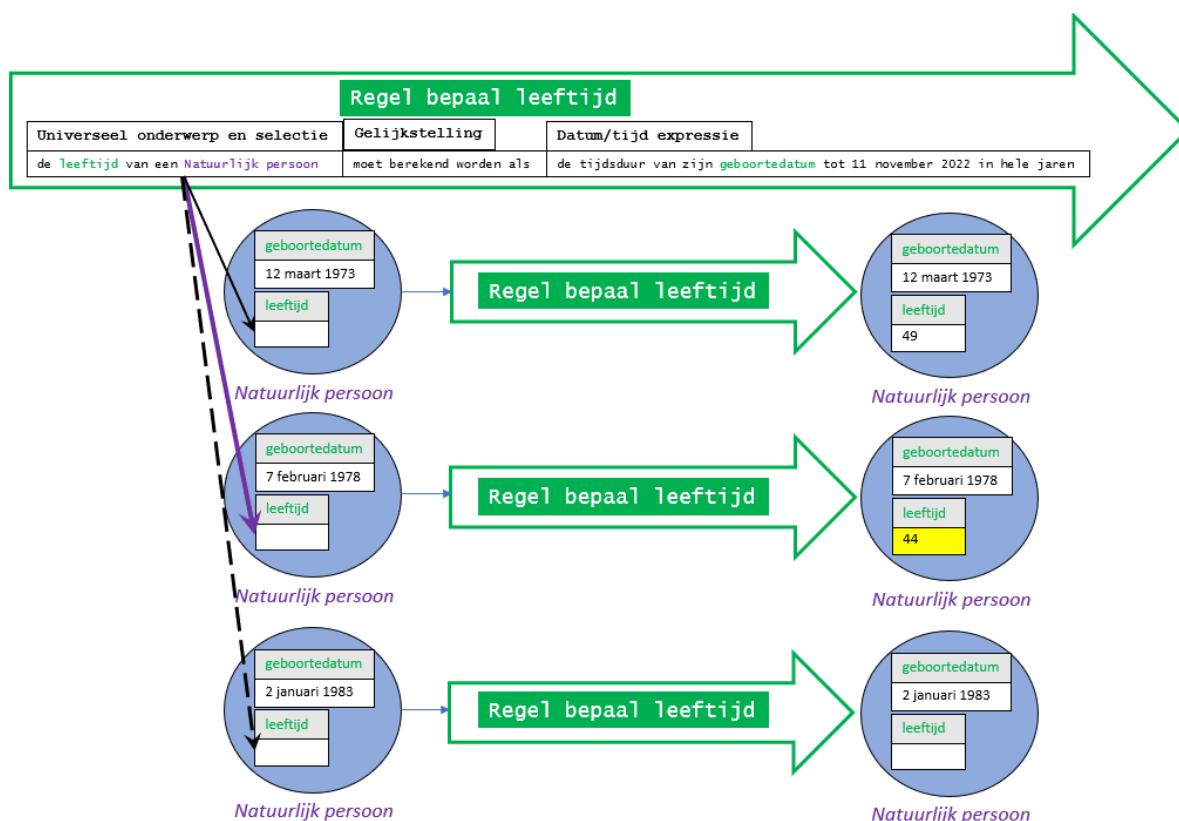 Regel bepaal leeftijd
Universeel onderwerp en selectie
Gelijkstelling
Datum/tijd expressie
de leeftijd van een Natuurlijk persoon
moet berekend worden als
de tijdsduur van zijn geboortedatum tot 11 november 2022 in hele jaren
geboortedatum
12 maart 1973
leeftijd
Natuurlijk persoon
Regel bepaal leeftijd
geboortedatum
12 maart 1973
leeftijd
49
Natuurlijk persoon
geboortedatum
7 februari 1978
leeftijd
Natuurlijk persoon
Regel bepaal leeftijd
geboortedatum
7 februari 1978
leeftijd
44
Natuurlijk persoon
geboortedatum
2 januari 1983
leeftijd
Natuurlijk persoon
Regel bepaal leeftijd
geboortedatum
2 januari 1983
leeftijd
Natuurlijk persoon